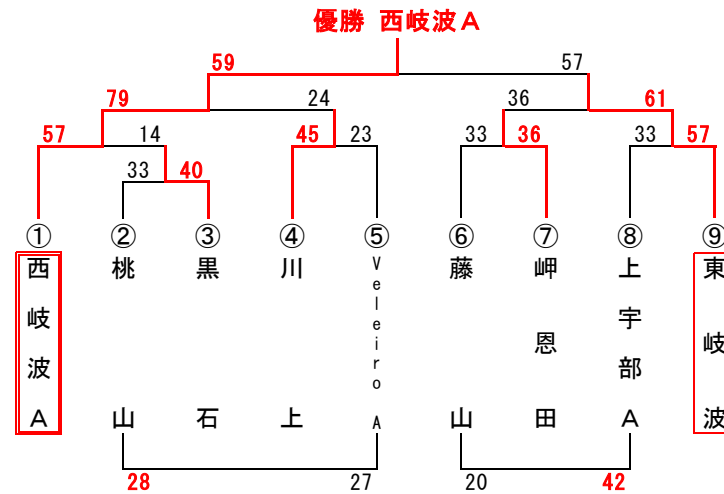 優勝 西岐波A
59 57
79 24 36 61
57 14 45 23 33 36 33 57
33 40
① ② ③ ④ ⑤ ⑥ ⑦ ⑧ ⑨
西岐波A
桃山
黒石
川上
Veleiro A
藤山
岬恩田
上宇部A
東岐波
28 27 20 42